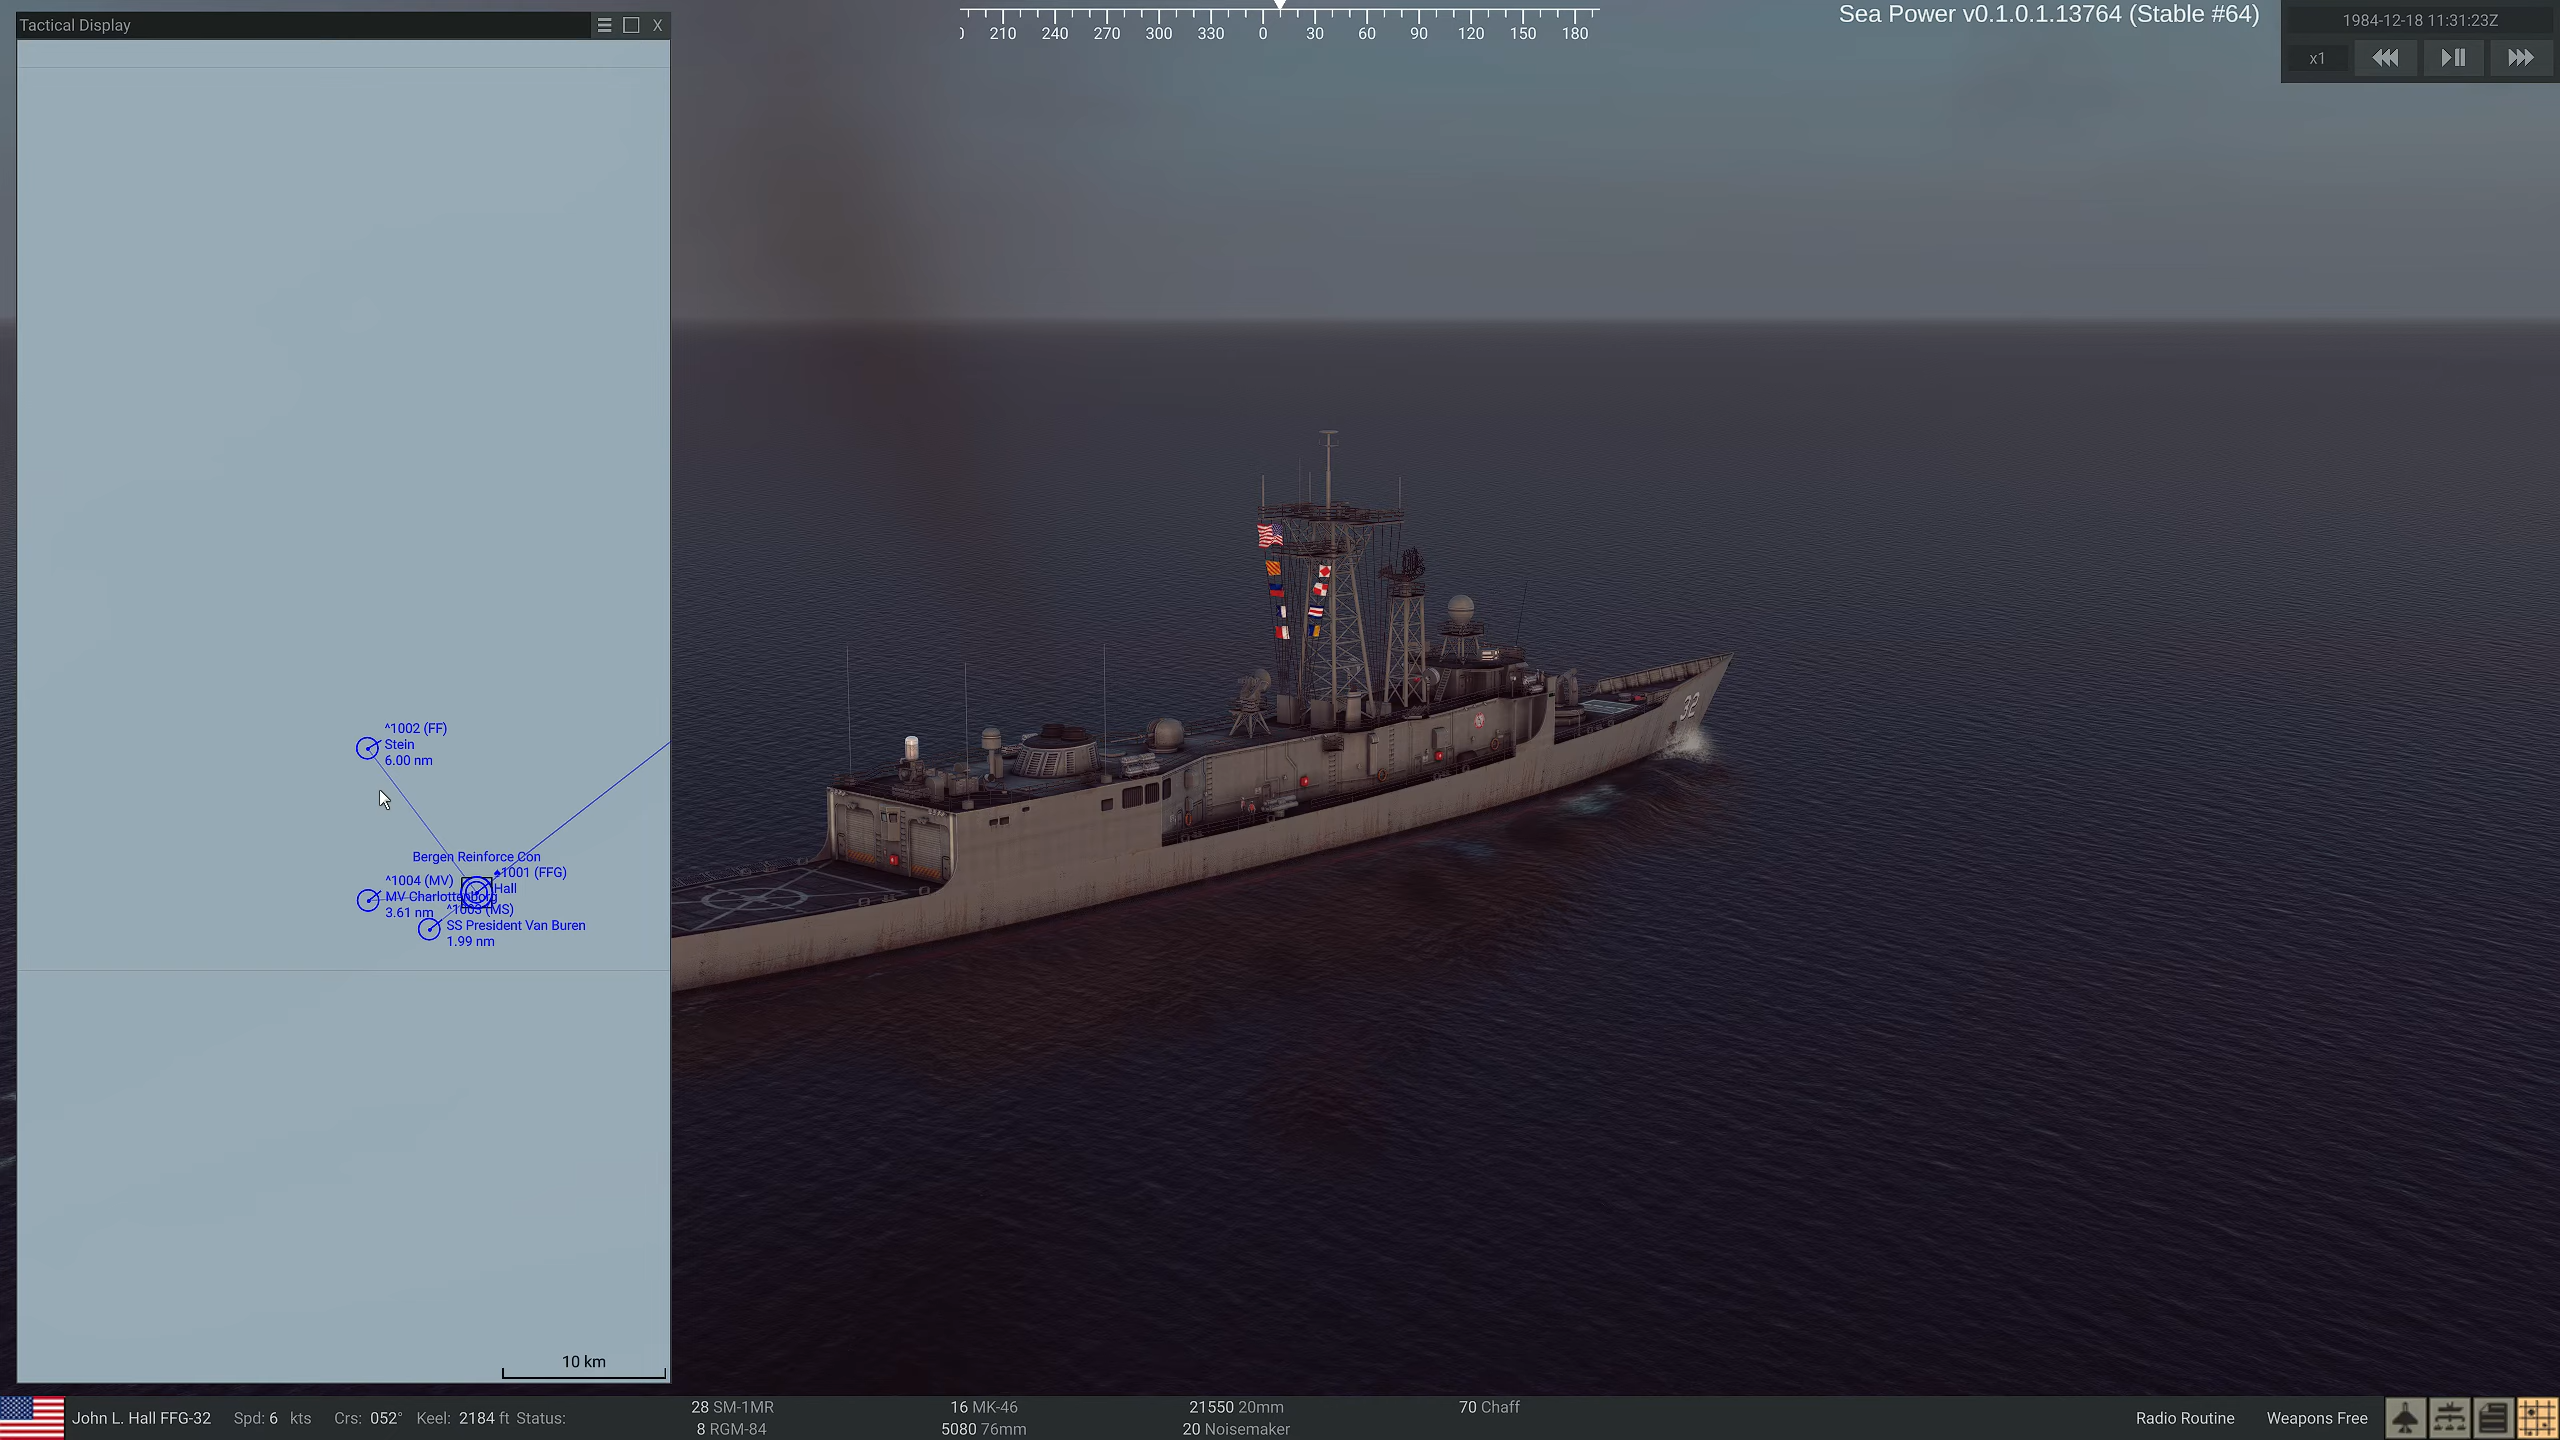 Tactical Display
X
210 240 270 300 330 0 30 60 90 120 150 180
Sea Power v0.1.0.1.13764 (Stable #64)
1984-12-18 11:31:23Z
x1
^1002 (FF)
Stein
6.00 nm
Bergen Reinforce Con
1001 (FFG)
Hall
^1004 (MV)
MV Charlottenborg
3.61 nm
^1003 (MS)
SS President Van Buren
1.99 nm
32
10 km
John L. Hall FFG-32 Spd: 6 kts Crs: 052° Keel: 2184 ft Status:
28 SM-1MR
8 RGM-84
16 MK-46
5080 76mm
21550 20mm
20 Noisemaker
70 Chaff
Radio Routine
Weapons Free